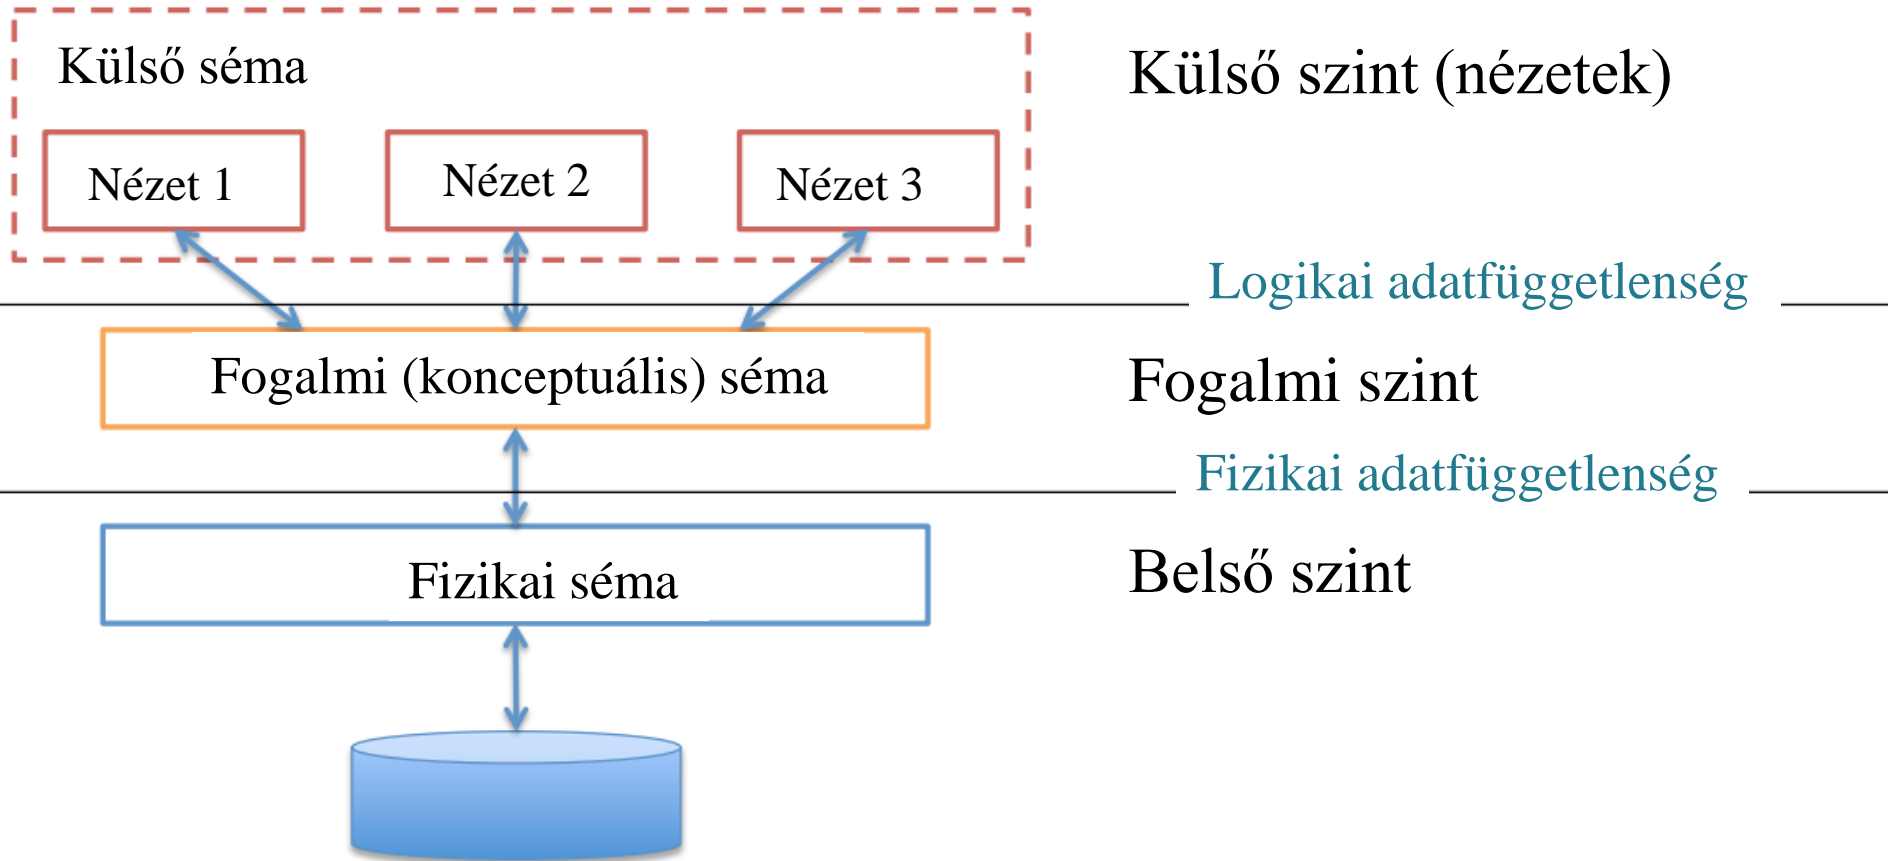 Külső séma
Külső szint (nézetek)
Nézet 1
Nézet 2
Nézet 3
Logikai adatfüggetlenség
Fogalmi (konceptuális) séma
Fogalmi szint
Fizikai adatfüggetlenség
Fizikai séma
Belső szint